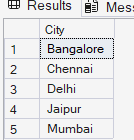 Results Mess
City
1 Bangalore
2 Chennai
3 Delhi
4 Jaipur
5 Mumbai